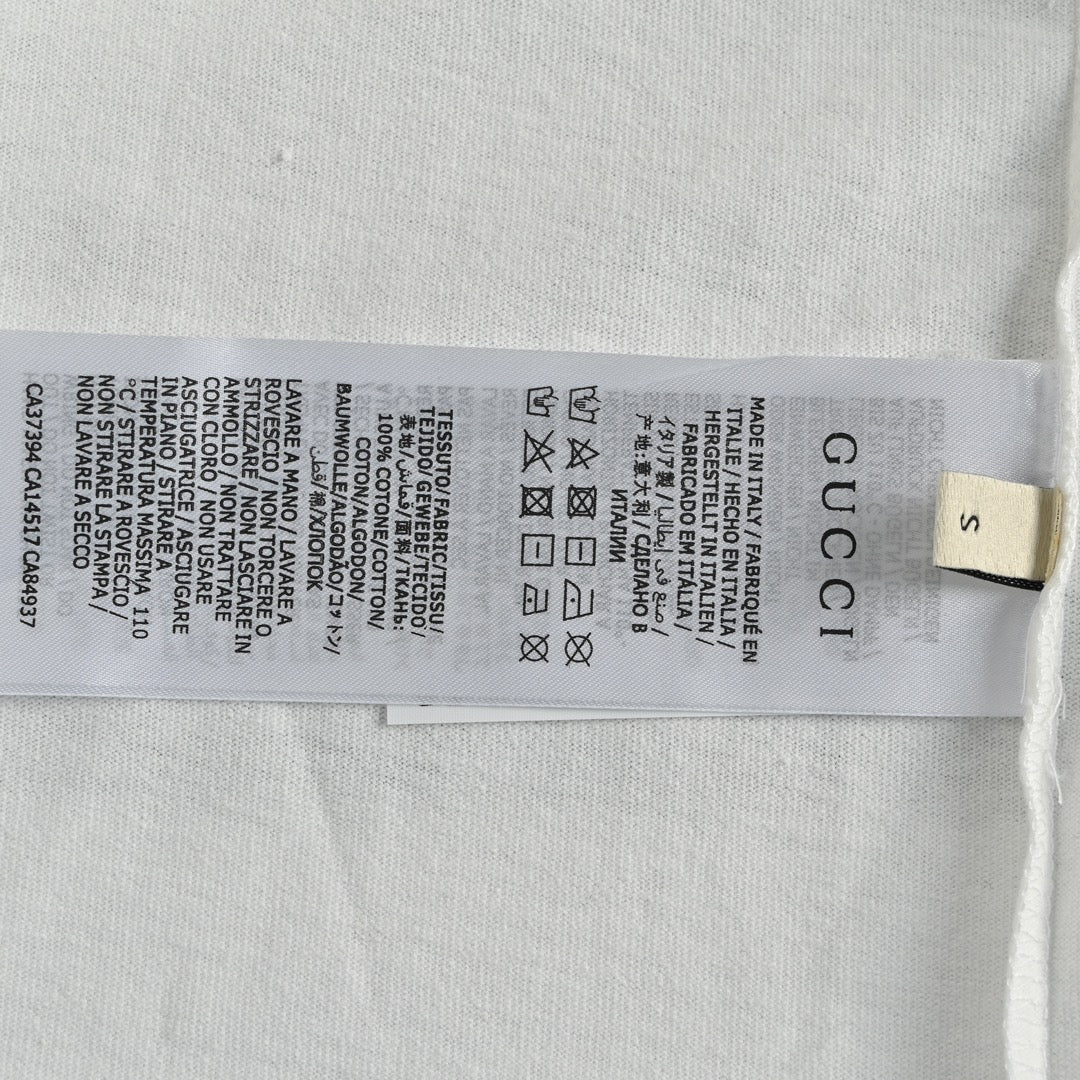 GUCCI
S
MADE IN ITALY / FABRIQUÉ EN
ITALIE / HECHO EN ITALIA /
HERGESTELLT IN ITALIEN /
FABRICADO EM ITÁLIA /
イタリア製 / صنع في إيطاليا /
产地:意大利 / СДЕЛАНО В
ИТАЛИИ
TESSUTO/FABRIC/TISSU/
TEJIDO/GEWEBE/TECIDO/
表地/قماش/面料/ТКАНЬ:
100% COTONE/COTTON/
COTON/ALGODON/
BAUMWOLLE/ALGODÃO/コットン/
قطن/棉/ХЛОПОК
LAVARE A MANO / LAVARE A
ROVESCIO / NON TORCERE O
STRIZZARE / NON LASCIARE IN
AMMOLLO / NON TRATTARE
CON CLORO / NON USARE
ASCIUGATRICE / ASCIUGARE
IN PIANO / STIRARE A
TEMPERATURA MASSIMA 110
°C / STIRARE A ROVESCIO /
NON STIRARE LA STAMPA /
NON LAVARE A SECCO
CA37394 CA14517 CA84937